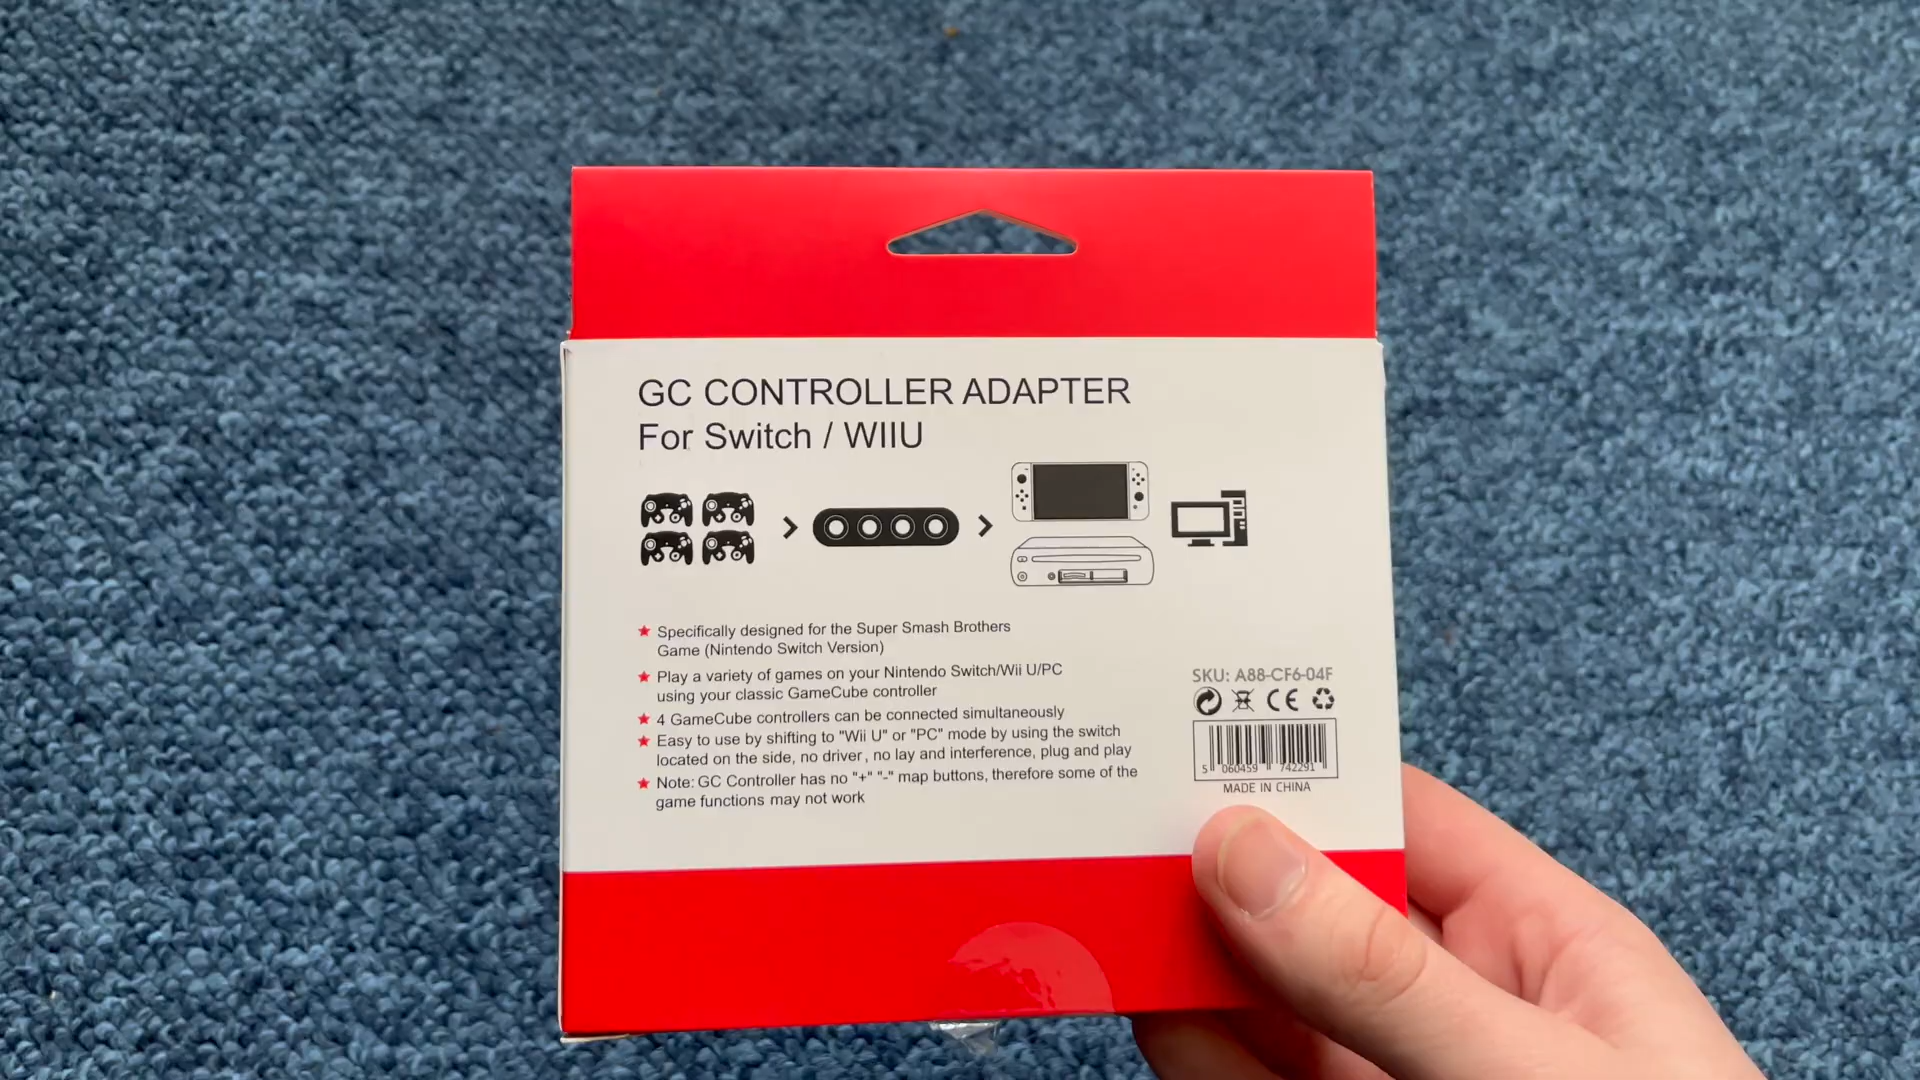 GC CONTROLLER ADAPTER
For Switch / WIIU
★ Specifically designed for the Super Smash Brothers
Game (Nintendo Switch Version)
★ Play a variety of games on your Nintendo Switch/Wii U/PC
using your classic GameCube controller
★ 4 GameCube controllers can be connected simultaneously
★ Easy to use by shifting to "Wii U" or "PC" mode by using the switch
located on the side, no driver, no lay and interference, plug and play
★ Note: GC Controller has no "+" "-" map buttons, therefore some of the
game functions may not work
SKU: A88-CF6-04F
CE
5 060459 742291
MADE IN CHINA